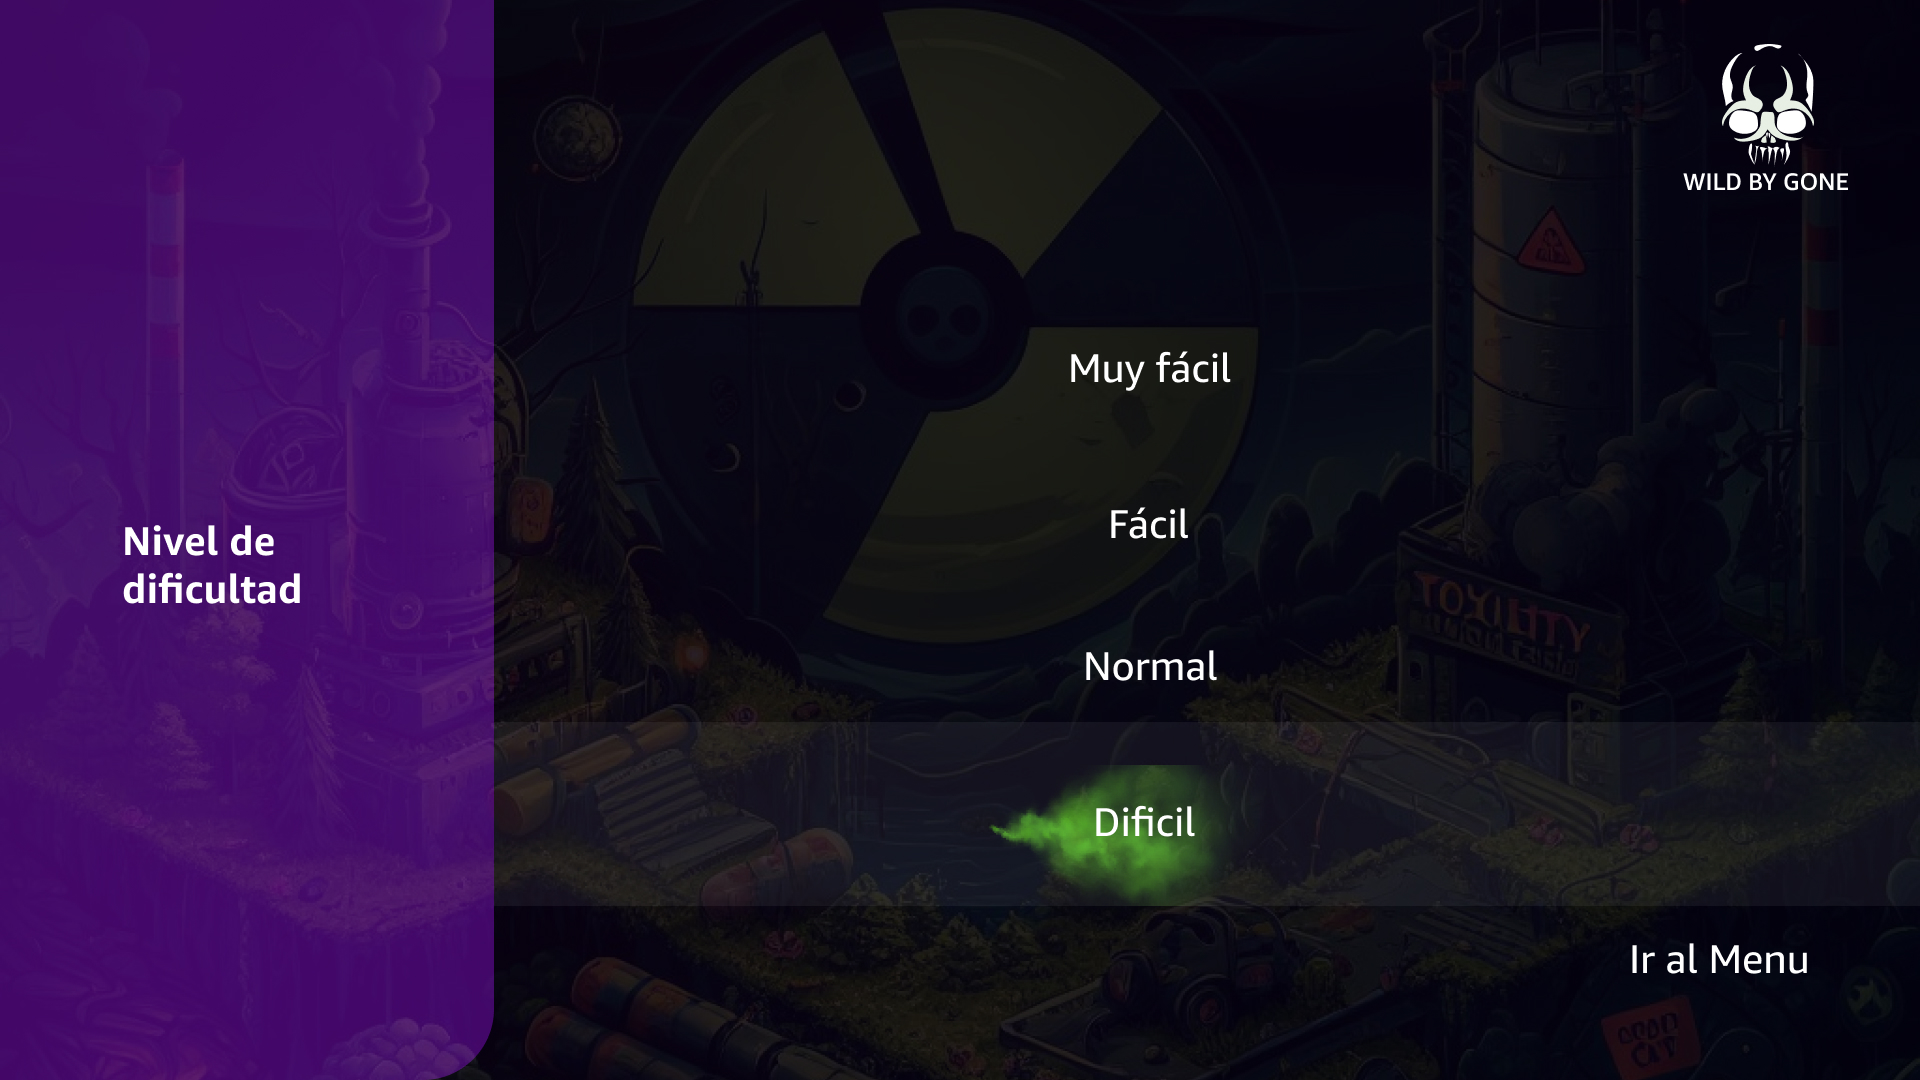 WILD BY GONE
Muy fácil
Fácil
Nivel de
dificultad
Normal
Dificil
Ir al Menu